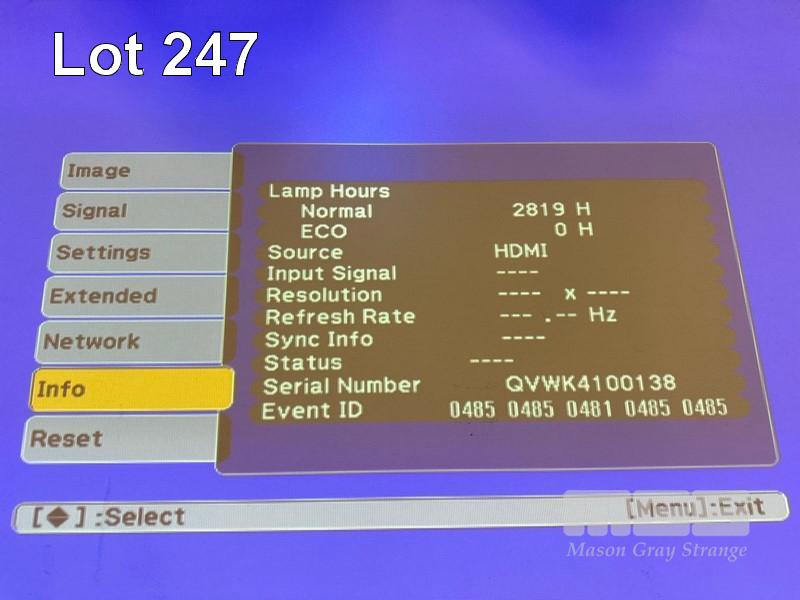 Lot 247
Image
Signal
Settings
Extended
Network
Info
Reset
Lamp Hours
Normal 2819 H
ECO 0 H
Source HDMI
Input Signal ----
Resolution ---- x ----
Refresh Rate --- .-- Hz
Sync Info ----
Status ----
Serial Number QVWK4100138
Event ID 0485 0485 0481 0485 0485
[◆] :Select [Menu]:Exit
Mason Gray Strange